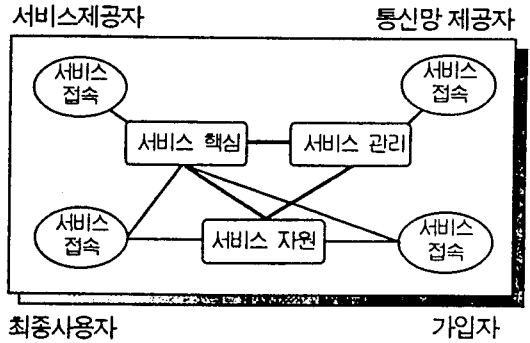 서비스제공자
통신망 제공자
서비스
접속
서비스
접속
서비스 핵심
서비스 관리
서비스
접속
서비스 자원
서비스
접속
최종사용자
가입자